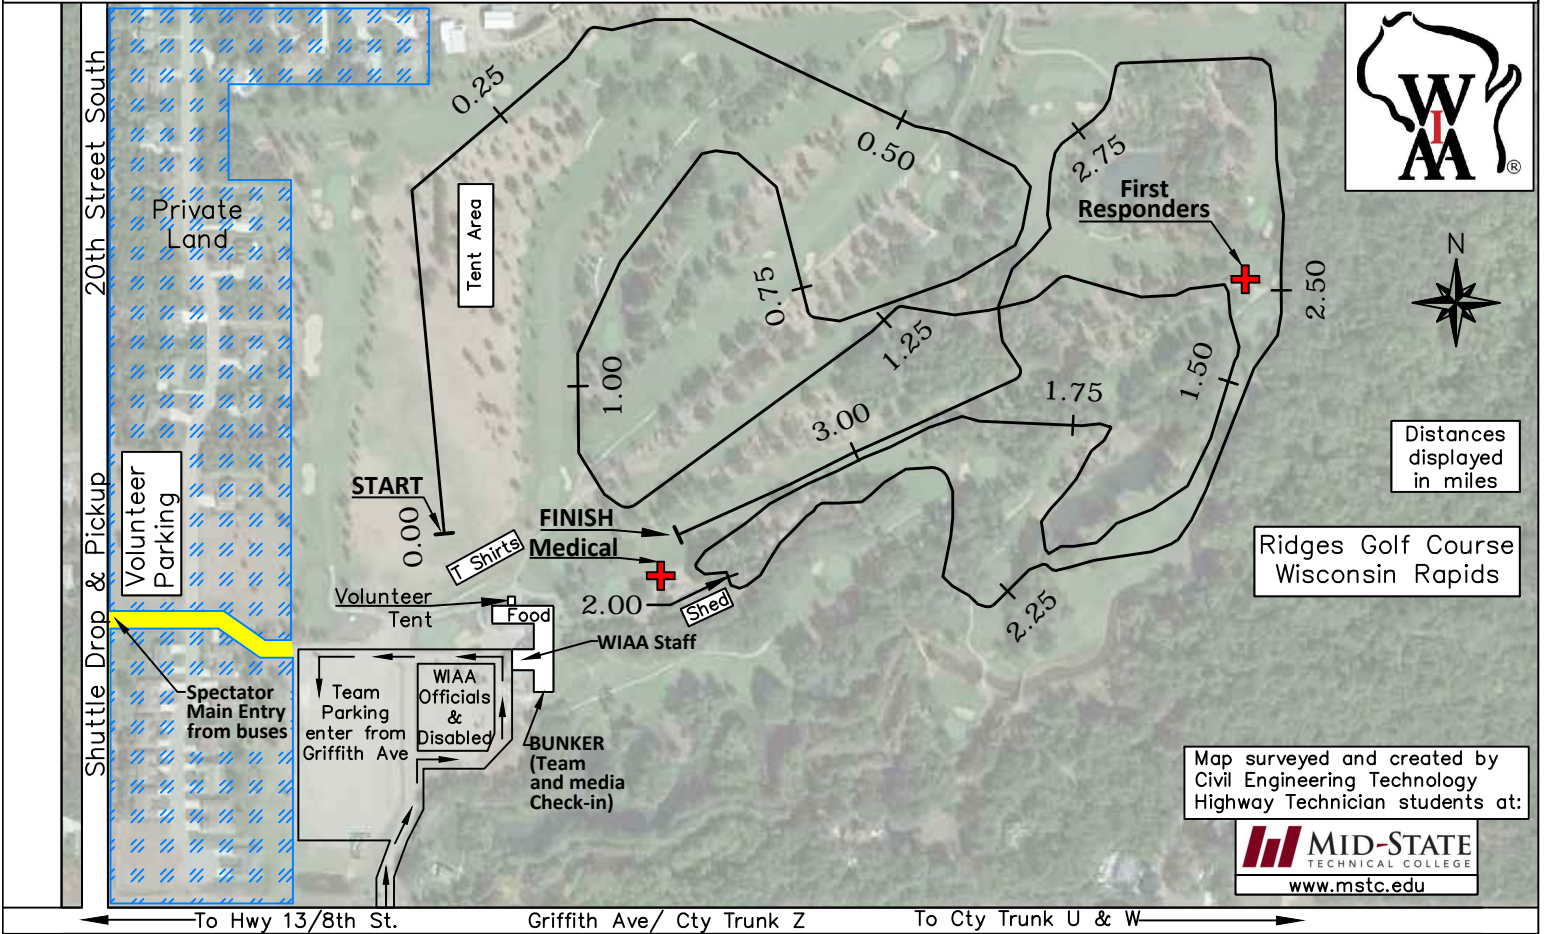 20th Street South
Shuttle Drop & Pickup
Private
Land
Volunteer
Parking
Spectator
Main Entry
from buses
Tent Area
START
0.00
0.25
0.50
0.75
1.00
1.25
1.50
1.75
2.00
2.25
2.50
2.75
3.00
T Shirts
FINISH
Medical
Shed
Volunteer
Tent
Food
WIAA Staff
WIAA
Officials
&
Disabled
Team
Parking
enter from
Griffith Ave
BUNKER
(Team
and media
Check-in)
First
Responders
W
I
AA
®
N
Distances
displayed
in miles
Ridges Golf Course
Wisconsin Rapids
Map surveyed and created by
Civil Engineering Technology
Highway Technician students at:
MID-STATE
TECHNICAL COLLEGE
www.mstc.edu
To Hwy 13/8th St.
Griffith Ave/ Cty Trunk Z
To Cty Trunk U & W